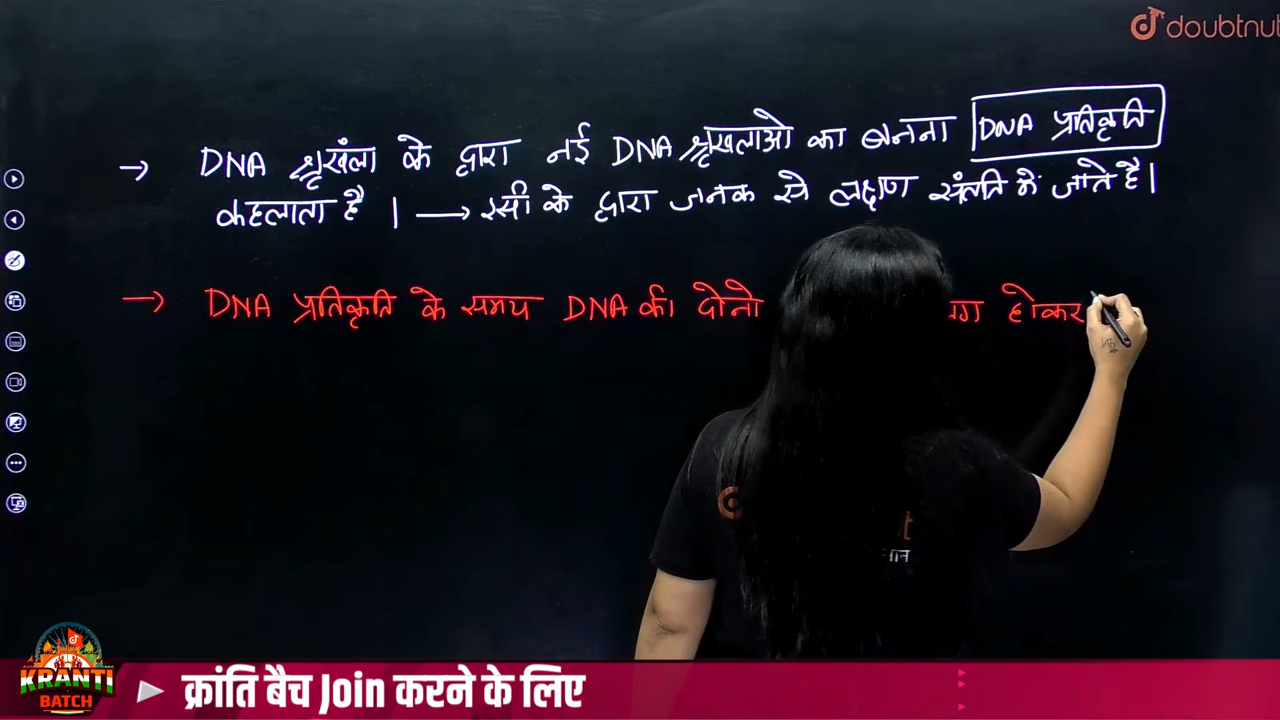 doubtnut
→ DNA श्रृखंला के द्वारा नई DNA श्रृखलाओ का बनना DNA प्रतिकृति
कहलाता है । → इसी के द्वारा जनक से लक्षण संतति में जाते है।
→ DNA प्रतिकृति के समय DNA की दोनो होकर
KRANTI
BATCH
क्रांति बैच Join करने के लिए